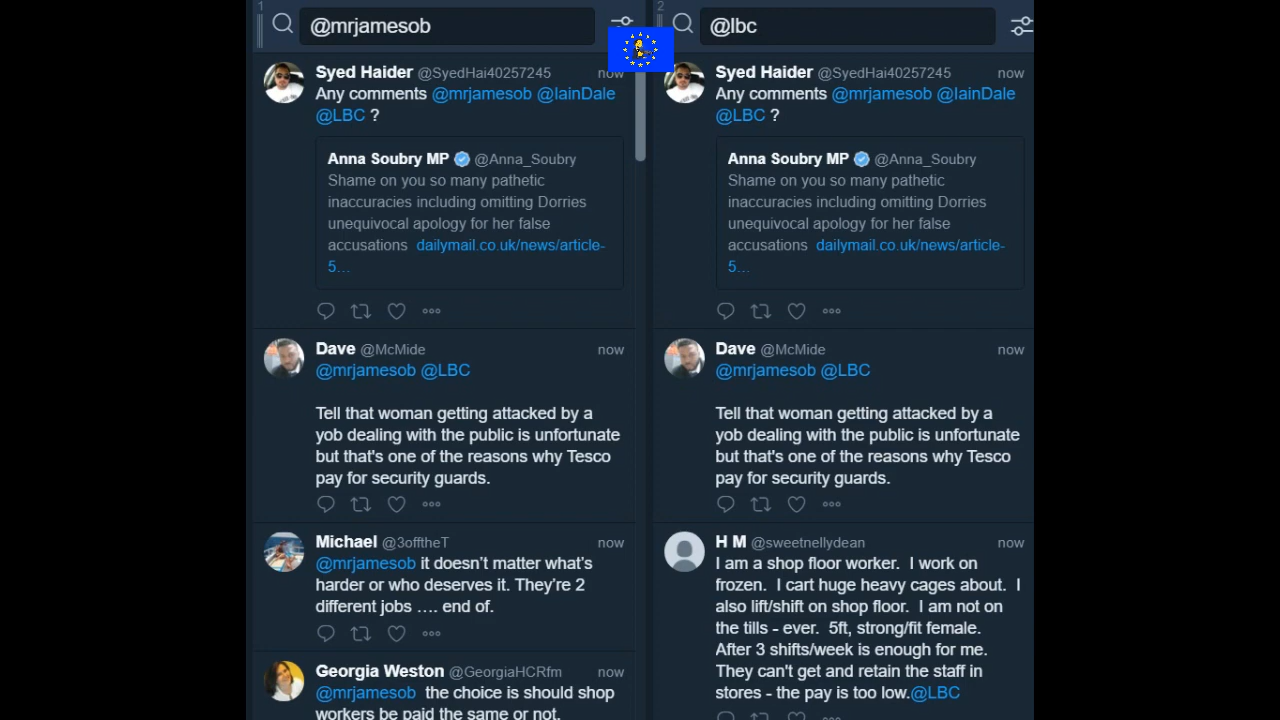 1
@mrjamesob
Syed Haider @SyedHai40257245 now
Any comments @mrjamesob @IainDale
@LBC ?
Anna Soubry MP @Anna_Soubry
Shame on you so many pathetic
inaccuracies including omitting Dorries
unequivocal apology for her false
accusations dailymail.co.uk/news/article-
5…
Dave @McMide now
@mrjamesob @LBC
Tell that woman getting attacked by a
yob dealing with the public is unfortunate
but that's one of the reasons why Tesco
pay for security guards.
Michael @3offtheT now
@mrjamesob it doesn't matter what's
harder or who deserves it. They're 2
different jobs …. end of.
Georgia Weston @GeorgiaHCRfm now
@mrjamesob the choice is should shop
workers be paid the same or not.
2
@lbc
Syed Haider @SyedHai40257245 now
Any comments @mrjamesob @IainDale
@LBC ?
Anna Soubry MP @Anna_Soubry
Shame on you so many pathetic
inaccuracies including omitting Dorries
unequivocal apology for her false
accusations dailymail.co.uk/news/article-
5…
Dave @McMide now
@mrjamesob @LBC
Tell that woman getting attacked by a
yob dealing with the public is unfortunate
but that's one of the reasons why Tesco
pay for security guards.
H M @sweetnellydean now
I am a shop floor worker. I work on
frozen. I cart huge heavy cages about. I
also lift/shift on shop floor. I am not on
the tills - ever. 5ft, strong/fit female.
After 3 shifts/week is enough for me.
They can't get and retain the staff in
stores - the pay is too low.@LBC